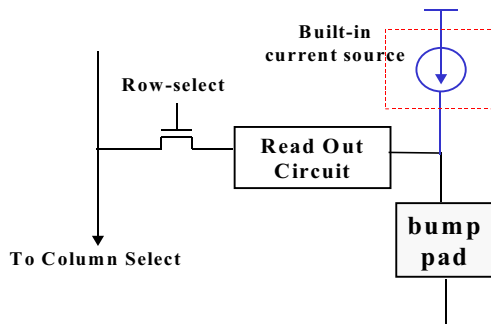 Built-in
current source
Row-select
Read Out
Circuit
bump
pad
To Column Select